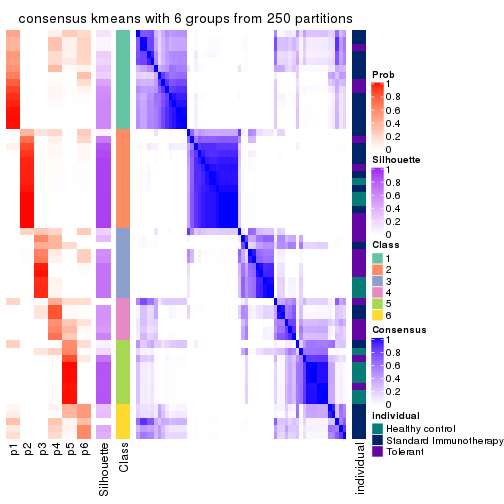 consensus kmeans with 6 groups from 250 partitions
Prob
1
0.8
0.6
0.4
0.2
0
Silhouette
1
0.8
0.6
0.4
0.2
0
Class
1
2
3
4
5
6
Consensus
1
0.8
0.6
0.4
0.2
0
individual
Healthy control
Standard Immunotherapy
Tolerant
p1
p2
p3
p4
p5
p6
Silhouette
Class
individual